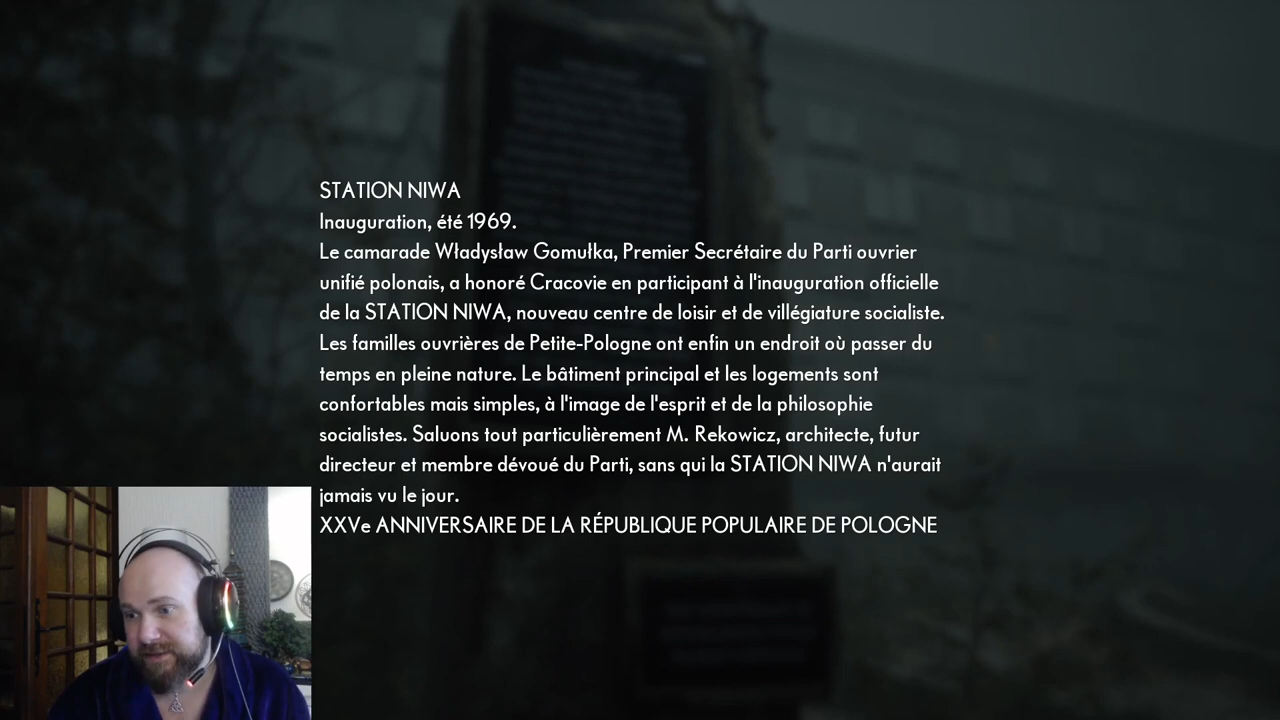 STATION NIWA
Inauguration, été 1969.
Le camarade Władysław Gomułka, Premier Secrétaire du Parti ouvrier
unifié polonais, a honoré Cracovie en participant à l'inauguration officielle
de la STATION NIWA, nouveau centre de loisir et de villégiature socialiste.
Les familles ouvrières de Petite-Pologne ont enfin un endroit où passer du
temps en pleine nature. Le bâtiment principal et les logements sont
confortables mais simples, à l'image de l'esprit et de la philosophie
socialistes. Saluons tout particulièrement M. Rekowicz, architecte, futur
directeur et membre dévoué du Parti, sans qui la STATION NIWA n'aurait
jamais vu le jour.
XXVe ANNIVERSAIRE DE LA RÉPUBLIQUE POPULAIRE DE POLOGNE